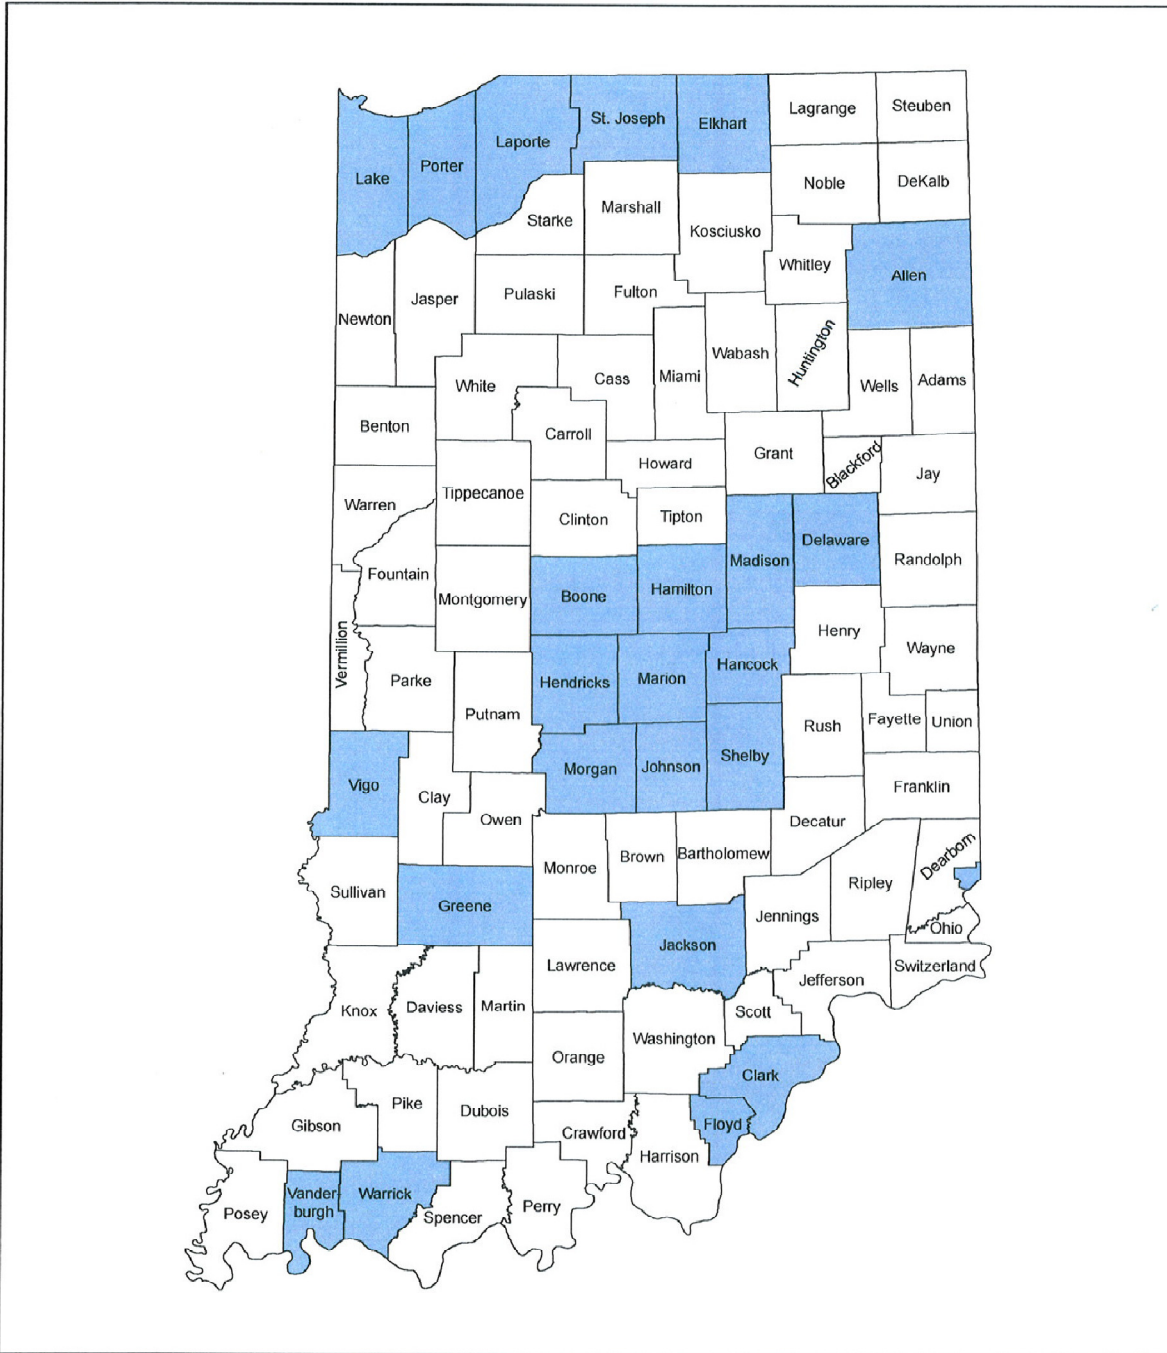 Lagrange
Steuben
St. Joseph
Elkhart
Laporte
Porter
Lake
Noble
DeKalb
Marshall
Starke
Kosciusko
Whitley
Allen
Newton
Jasper
Pulaski
Fulton
Wabash
Huntington
White
Cass
Miami
Wells
Adams
Benton
Carroll
Howard
Grant
Blackford
Jay
Warren
Tippecanoe
Clinton
Tipton
Madison
Delaware
Randolph
Fountain
Montgomery
Boone
Hamilton
Henry
Wayne
Vermillion
Parke
Putnam
Hendricks
Marion
Hancock
Rush
Fayette
Union
Vigo
Clay
Owen
Morgan
Johnson
Shelby
Franklin
Decatur
Monroe
Brown
Bartholomew
Dearborn
Sullivan
Greene
Jackson
Jennings
Ripley
Ohio
Knox
Daviess
Martin
Lawrence
Scott
Jefferson
Switzerland
Orange
Washington
Clark
Gibson
Pike
Dubois
Crawford
Floyd
Harrison
Posey
Vander-
burgh
Warrick
Spencer
Perry